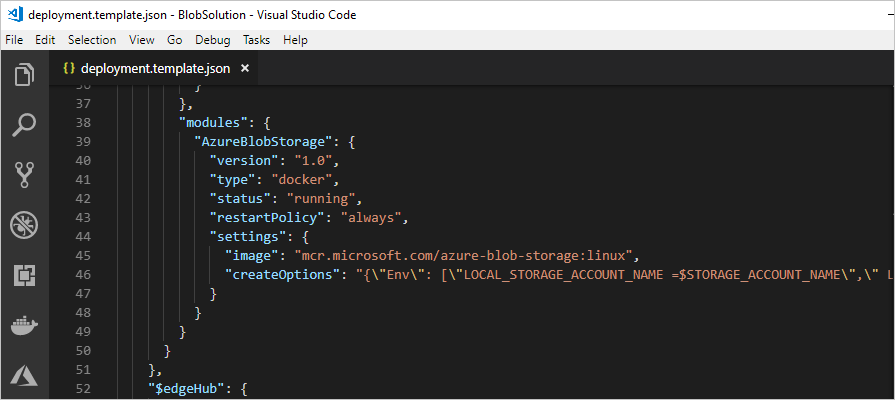 deployment.template.json - BlobSolution - Visual Studio Code
File Edit Selection View Go Debug Tasks Help
{} deployment.template.json ×
36 }
37 },
38 "modules": {
39 "AzureBlobStorage": {
40 "version": "1.0",
41 "type": "docker",
42 "status": "running",
43 "restartPolicy": "always",
44 "settings": {
45 "image": "mcr.microsoft.com/azure-blob-storage:linux",
46 "createOptions": "{\"Env\": [\"LOCAL_STORAGE_ACCOUNT_NAME =$STORAGE_ACCOUNT_NAME\",\" L
47 }
48 }
49 }
50 }
51 },
52 "$edgeHub": {